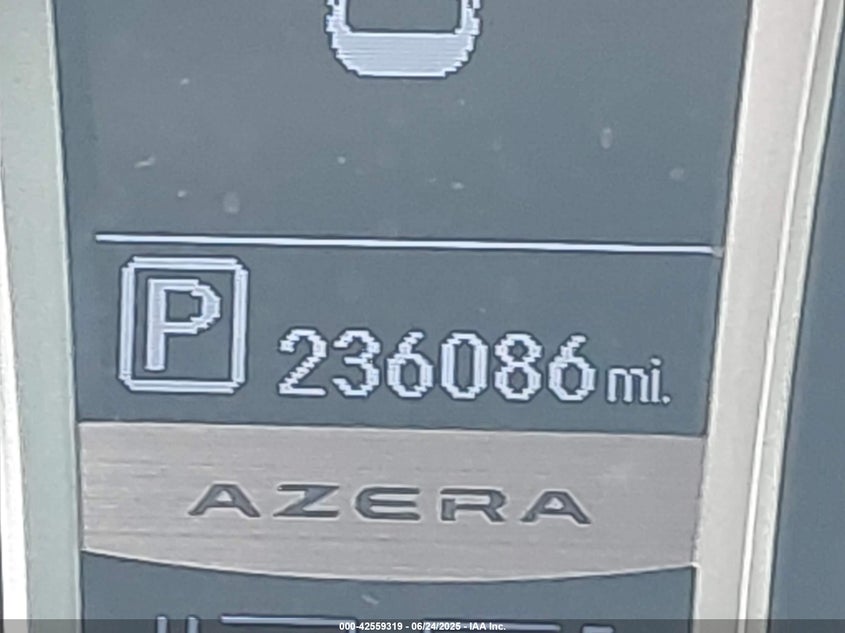 P 236086 mi.
AZERA
000-42559319 - 06/24/2025 - IAA Inc.